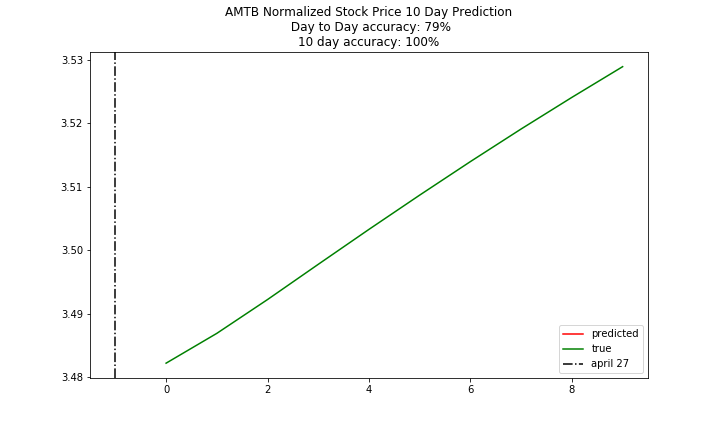 AMTB Normalized Stock Price 10 Day Prediction
Day to Day accuracy: 79%
10 day accuracy: 100%
3.53
3.52
3.51
3.50
3.49
3.48
0
2
4
6
8
predicted
true
april 27